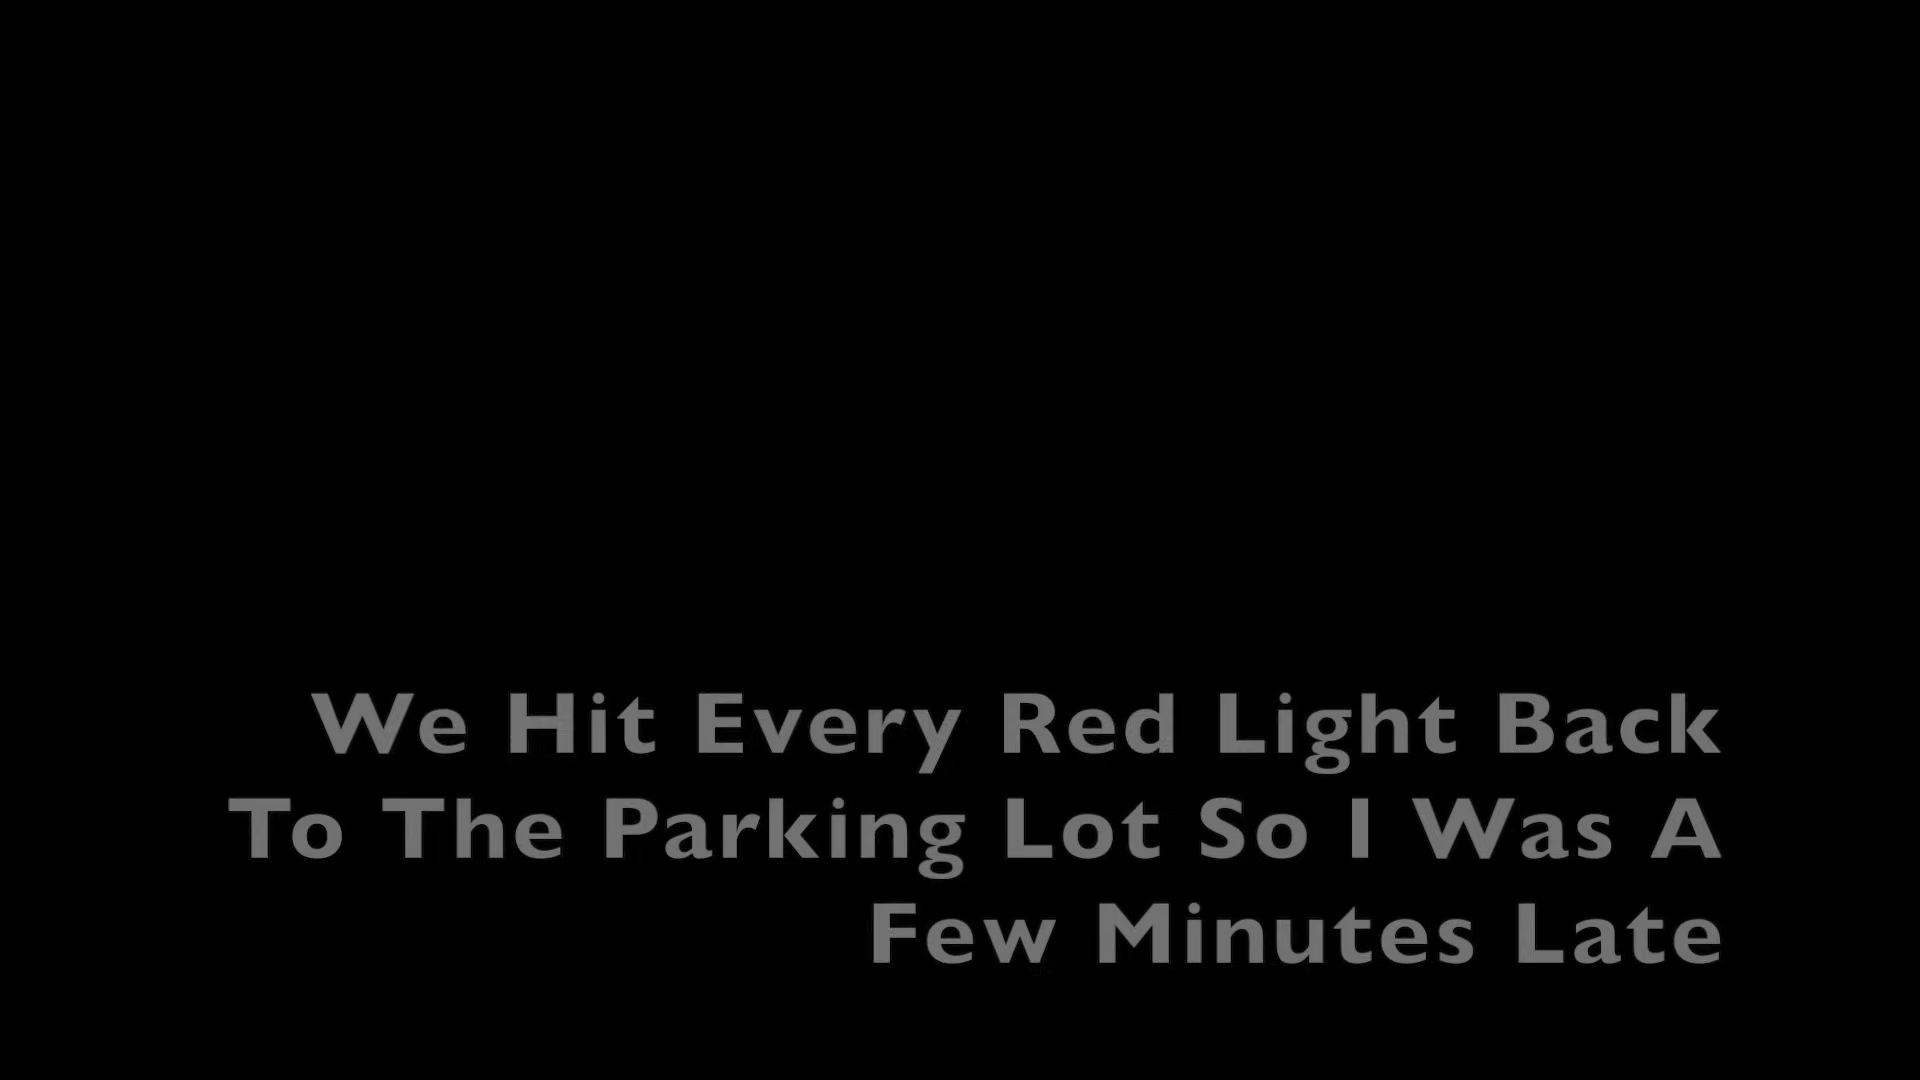 We Hit Every Red Light Back
To The Parking Lot So I Was A
Few Minutes Late